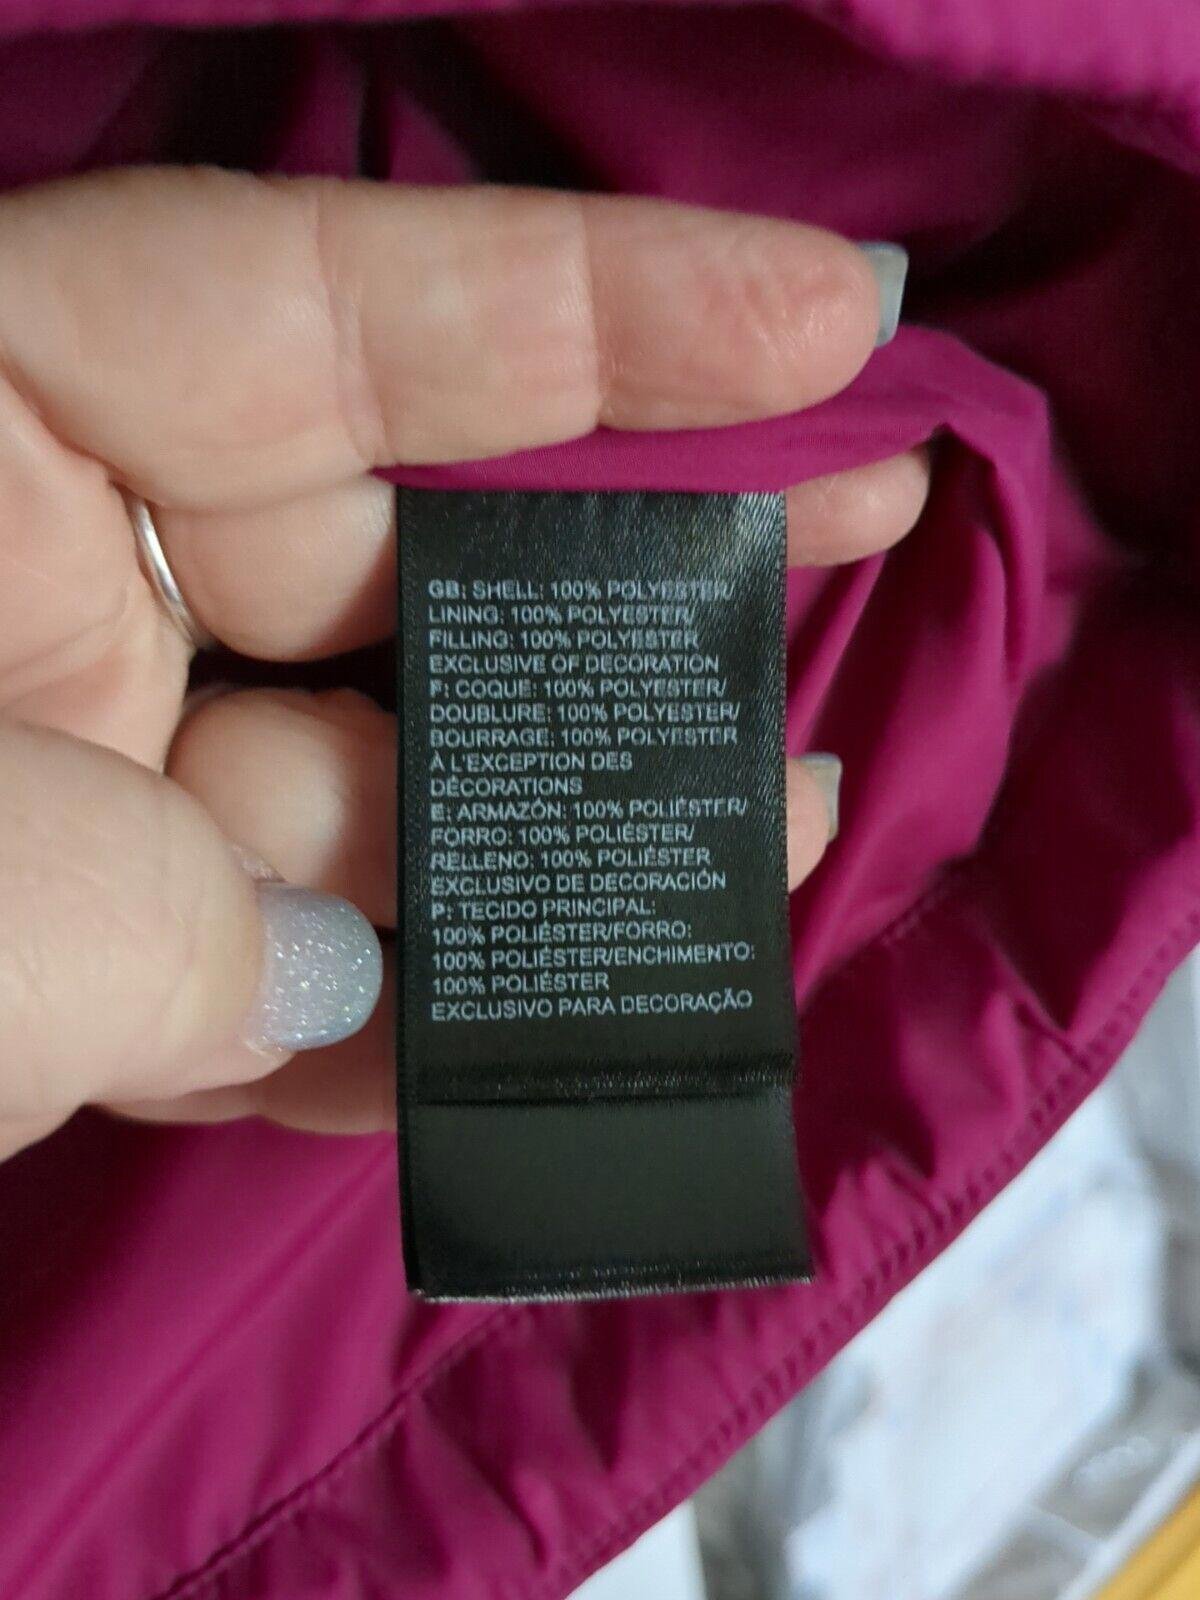 GB: SHELL: 100% POLYESTER/
LINING: 100% POLYESTER/
FILLING: 100% POLYESTER
EXCLUSIVE OF DECORATION
F: COQUE: 100% POLYESTER/
DOUBLURE: 100% POLYESTER/
BOURRAGE: 100% POLYESTER
À L'EXCEPTION DES
DÉCORATIONS
E: ARMAZÓN: 100% POLIÉSTER/
FORRO: 100% POLIÉSTER/
RELLENO: 100% POLIÉSTER
EXCLUSIVO DE DECORACIÓN
P: TECIDO PRINCIPAL:
100% POLIÉSTER/FORRO:
100% POLIÉSTER/ENCHIMENTO:
100% POLIÉSTER
EXCLUSIVO PARA DECORAÇÃO